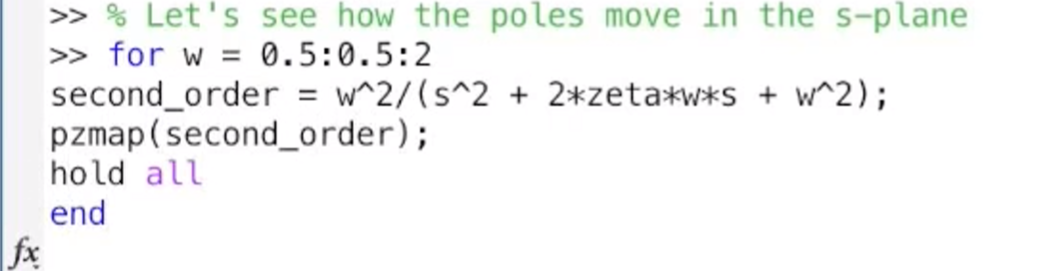 >> % Let's see how the poles move in the s-plane
>> for w = 0.5:0.5:2
second_order = w^2/(s^2 + 2*zeta*w*s + w^2);
pzmap(second_order);
hold all
end
fx